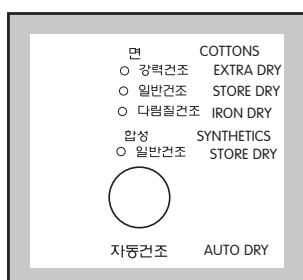 면 COTTONS
강력건조 EXTRA DRY
일반건조 STORE DRY
다림질건조 IRON DRY
합성 SYNTHETICS
일반건조 STORE DRY
자동건조 AUTO DRY